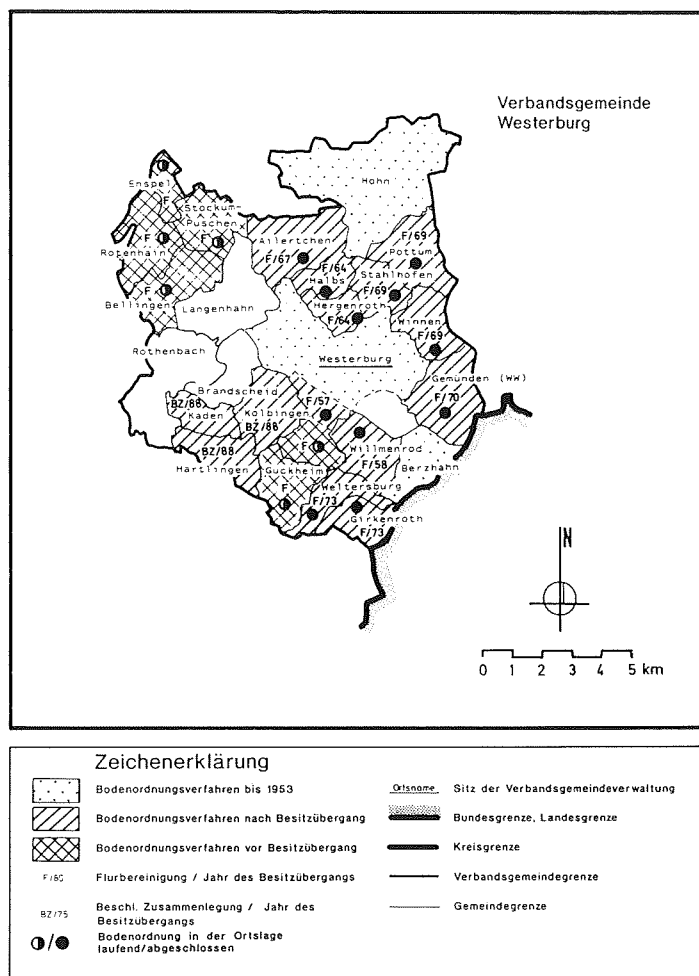 Verbandsgemeinde
Westerburg
Höhn
Enspel
F
Stockum-
Püschen
F
F
Rotenhain
Bellingen
Ailertchen
F/67
F/64
Halbs
F/69
Pottum
Stahlhofen
F/69
Hergenroth
F/64
Winnen
F/69
Langenhahn
Rothenbach
Westerburg
Gemünden (WW)
F/70
Brandscheid
BZ/88
Kaden
Kölbingen
BZ/88
F/57
BZ/88
Härtlingen
F
Willmenrod
F/58
Berzhahn
Guckheim
F
Weltersburg
F/73
Girkenroth
F/73
N
0 1 2 3 4 5 km
Zeichenerklärung
Bodenordnungsverfahren bis 1953
Bodenordnungsverfahren nach Besitzübergang
Bodenordnungsverfahren vor Besitzübergang
F/80 Flurbereinigung / Jahr des Besitzübergangs
BZ/75 Beschl. Zusammenlegung / Jahr des
Besitzübergangs
Bodenordnung in der Ortslage
laufend/abgeschlossen
Ortsname Sitz der Verbandsgemeindeverwaltung
Bundesgrenze, Landesgrenze
Kreisgrenze
Verbandsgemeindegrenze
Gemeindegrenze